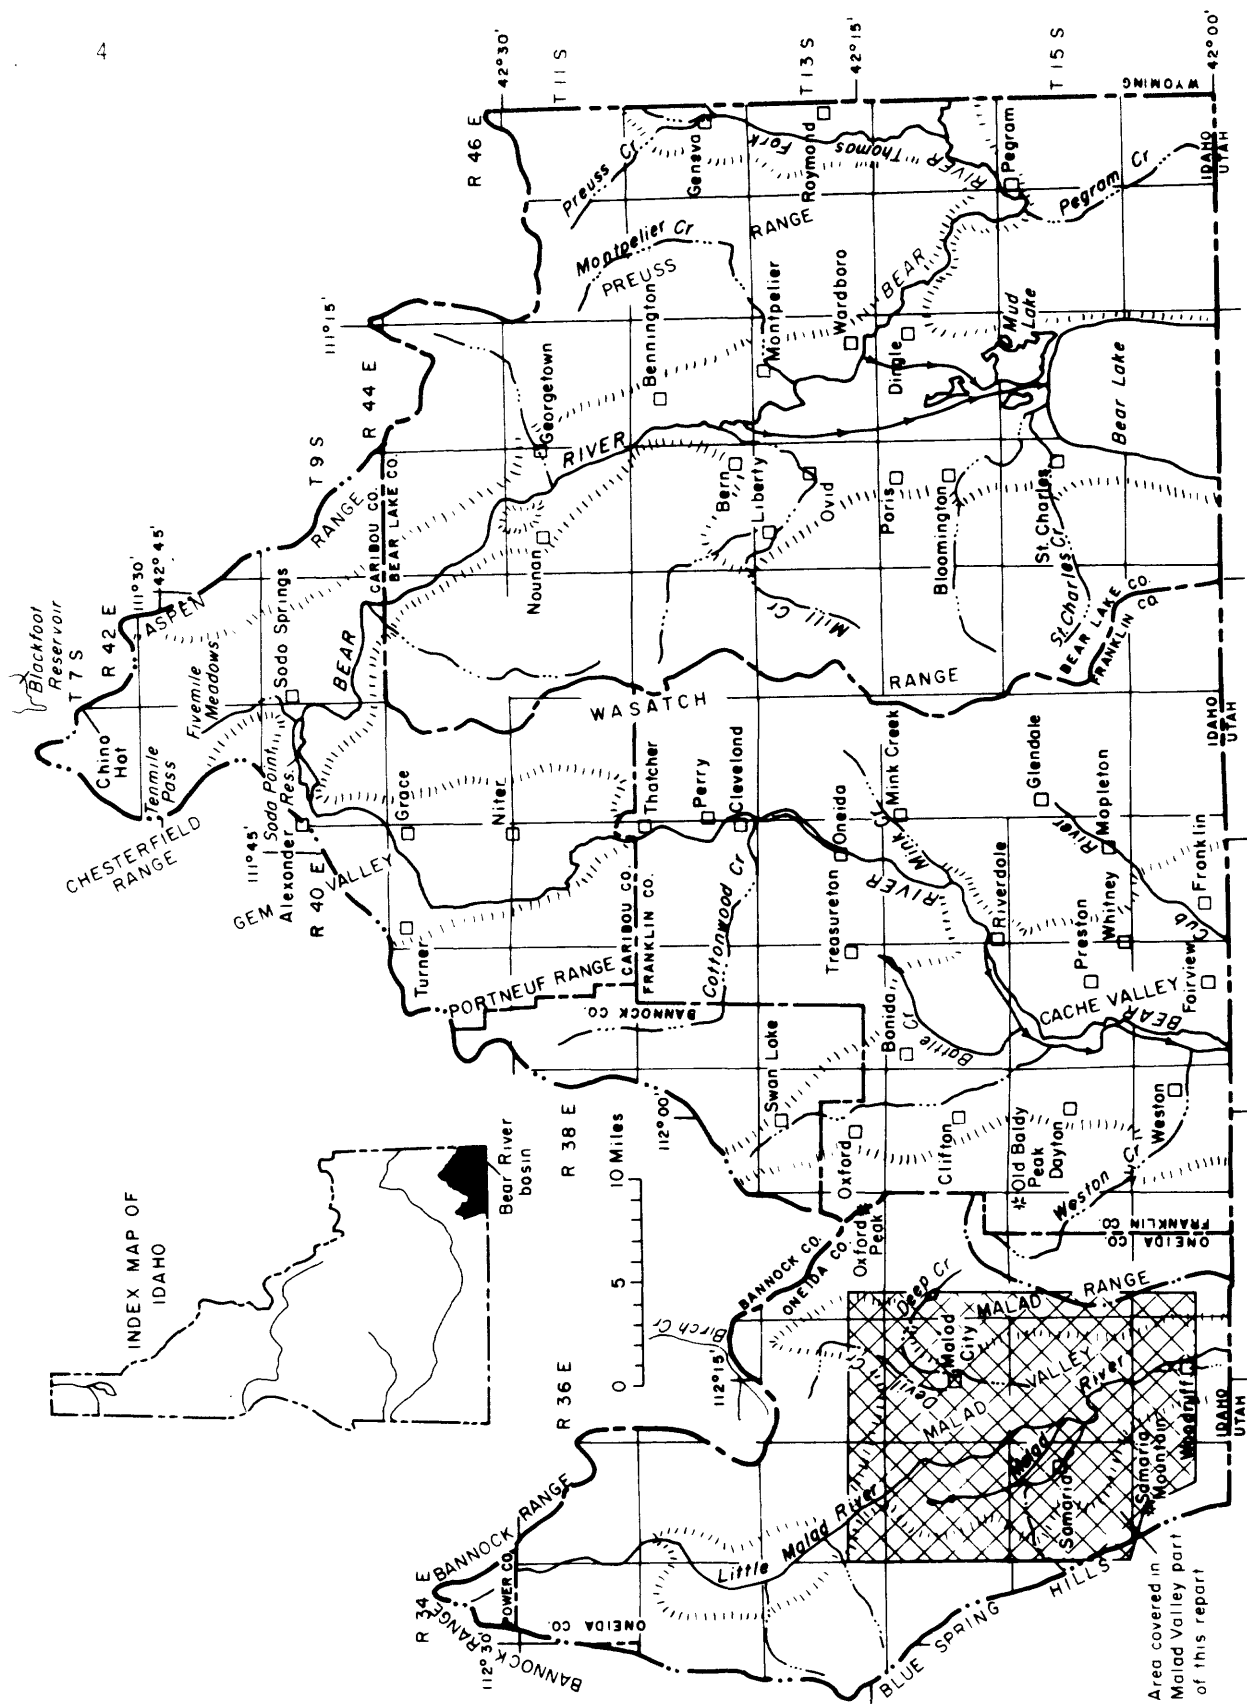 4
INDEX MAP OF
IDAHO
Bear River
basin
Blackfoot
Reservoir
T 7 S
R 42 E
111°30'
42°45'
ASPEN
RANGE
T 9 S
R 44 E
111°15'
R 46 E
42°30'
T 11 S
T 13 S
42°15'
T 15 S
42°00'
China
Hat
Tenmile
Pass
Fivemile
Meadows
Soda Springs
CHESTERFIELD
RANGE
111°45'
Soda Point
Res.
Alexander
R 40 E
GEM VALLEY
BEAR
CARIBOU CO.
BEAR LAKE CO.
Grace
Turner
Niter
PORTNEUF RANGE
CARIBOU CO.
FRANKLIN CO.
BANNOCK CO.
Thatcher
Perry
Cleveland
Cottonwood Cr
WASATCH
RANGE
Nounan
Georgetown
RIVER
Bennington
Bern
Liberty
Ovid
Mill Cr
Montpelier
Montpelier Cr
PREUSS
RANGE
Preuss Cr
Geneva
Thomas
Fork
Raymond
Wardboro
BEAR
RIVER
Pegram
Pegram Cr
WYOMING
Dingle
Mud
Lake
Paris
Bloomington
St. Charles
St. Charles Cr
Bear Lake
BEAR LAKE CO.
FRANKLIN CO.
IDAHO
UTAH
R 38 E
112°00'
Swan Lake
Treasureton
Oneida
RIVER
Mink Cr
Mink Creek
Banida
Battle Cr
Riverdale
Glendale
Preston
Whitney
Mapleton
Cub
River
Franklin
Fairview
CACHE VALLEY
BEAR
IDAHO
UTAH
Oxford
Clifton
Old Baldy
Peak
Dayton
Weston
Weston Cr
ONEIDA CO.
FRANKLIN CO.
0
5
10 Miles
R 36 E
112°15'
Birch Cr
BANNOCK CO.
ONEIDA CO.
Oxford
Peak
Deep Cr
Devil Cr
Malad
City
MALAD
RANGE
MALAD
VALLEY
Malad
River
Woodruff
Samaria
Samaria
Mountain
IDAHO
UTAH
R 34 E
BANNOCK RANGE
BANNOCK RANGE
POWER CO.
ONEIDA CO.
112°30'
Little Malad River
BLUE SPRING
HILLS
Area covered in
Malad Valley part
of this report